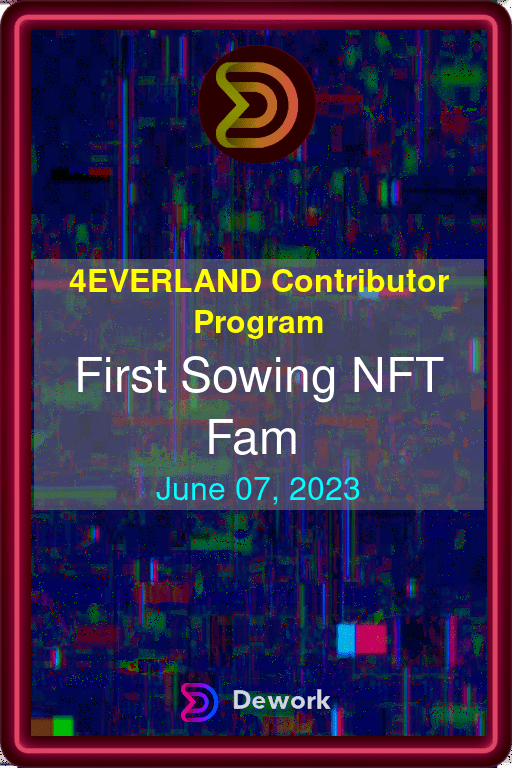 4EVERLAND Contributor
Program
First Sowing NFT
Fam
June 07, 2023
Dework